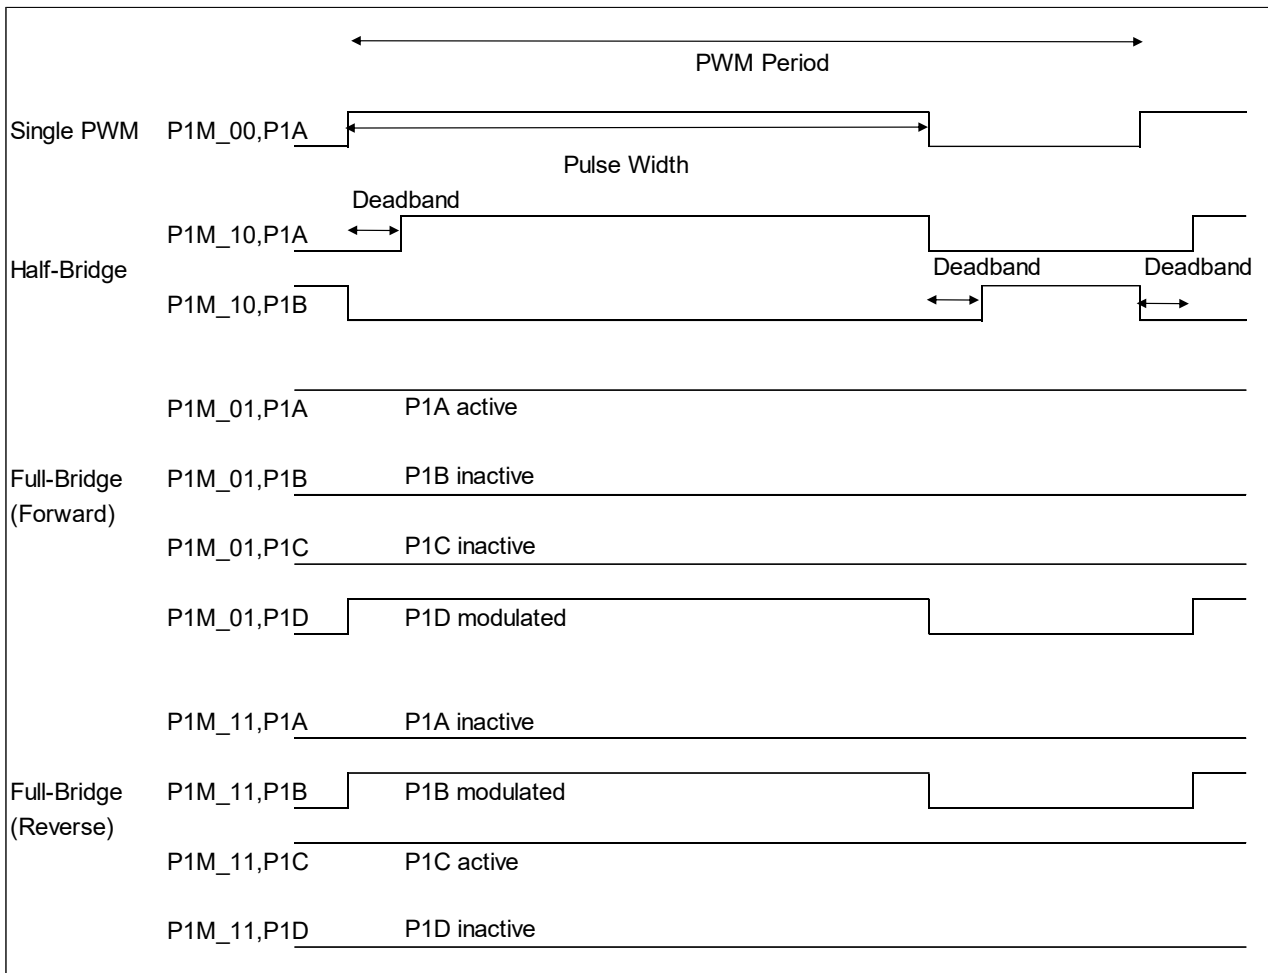 PWM Period
Single PWM P1M_00,P1A
Pulse Width
Deadband
P1M_10,P1A
Half-Bridge
Deadband Deadband
P1M_10,P1B
P1M_01,P1A P1A active
Full-Bridge P1M_01,P1B P1B inactive
(Forward)
P1M_01,P1C P1C inactive
P1M_01,P1D P1D modulated
P1M_11,P1A P1A inactive
Full-Bridge P1M_11,P1B P1B modulated
(Reverse)
P1M_11,P1C P1C active
P1M_11,P1D P1D inactive